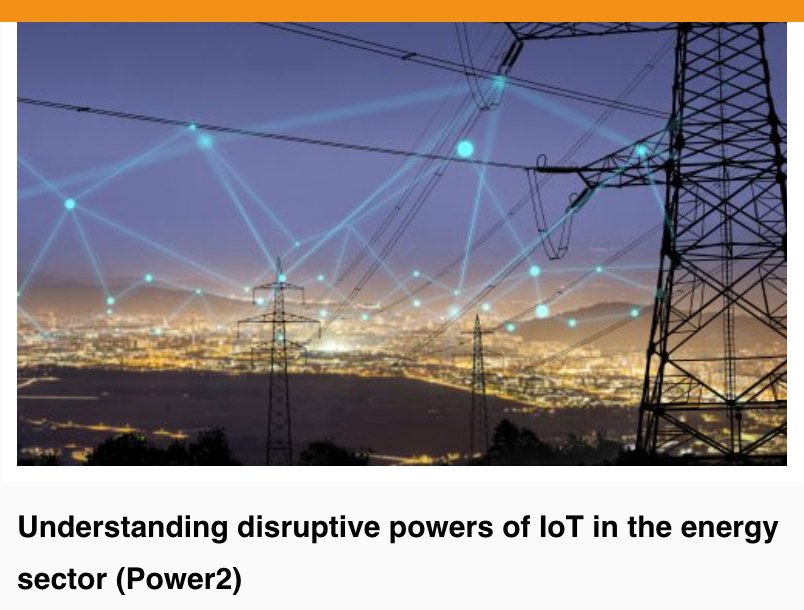 Understanding disruptive powers of IoT in the energy
sector (Power2)